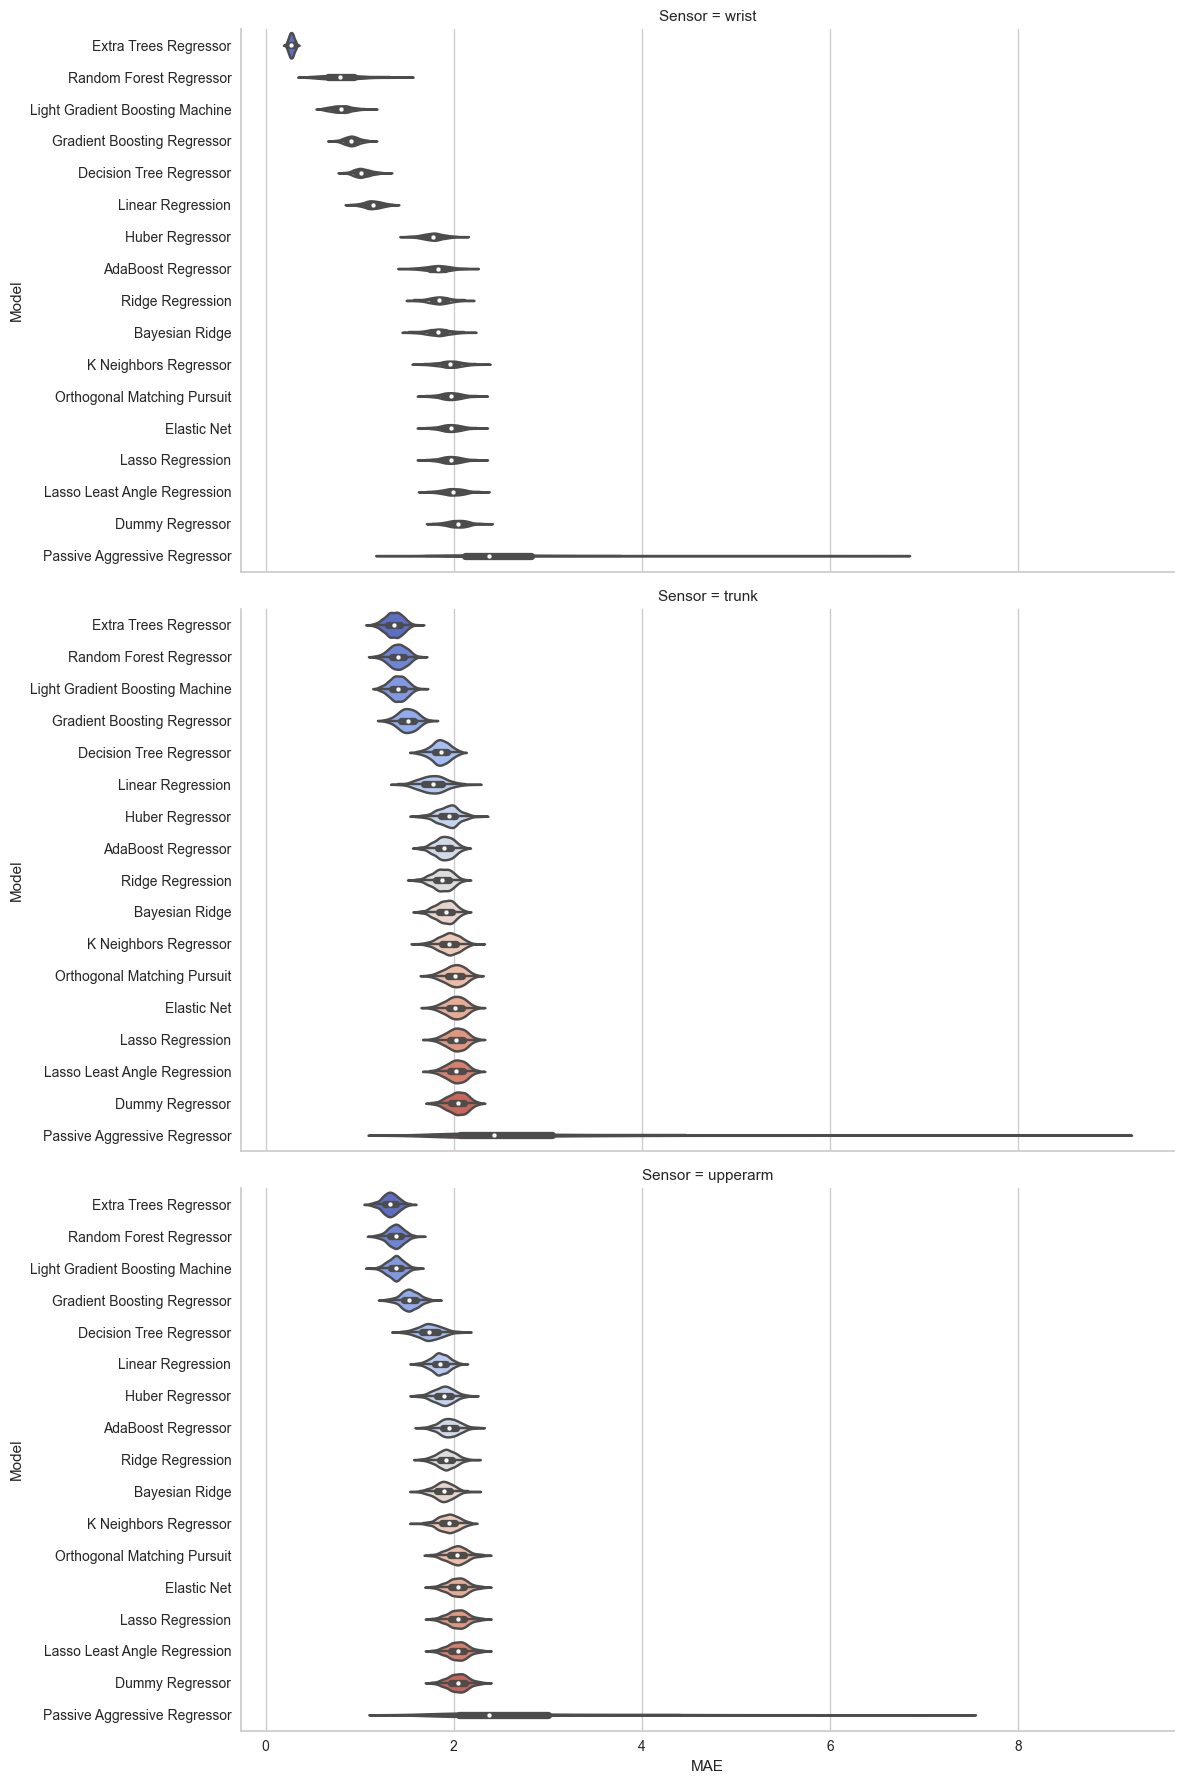 Sensor = wrist
Extra Trees Regressor
Random Forest Regressor
Light Gradient Boosting Machine
Gradient Boosting Regressor
Decision Tree Regressor
Linear Regression
Huber Regressor
AdaBoost Regressor
Ridge Regression
Bayesian Ridge
K Neighbors Regressor
Orthogonal Matching Pursuit
Elastic Net
Lasso Regression
Lasso Least Angle Regression
Dummy Regressor
Passive Aggressive Regressor
Model
Sensor = trunk
Extra Trees Regressor
Random Forest Regressor
Light Gradient Boosting Machine
Gradient Boosting Regressor
Decision Tree Regressor
Linear Regression
Huber Regressor
AdaBoost Regressor
Ridge Regression
Bayesian Ridge
K Neighbors Regressor
Orthogonal Matching Pursuit
Elastic Net
Lasso Regression
Lasso Least Angle Regression
Dummy Regressor
Passive Aggressive Regressor
Model
Sensor = upperarm
Extra Trees Regressor
Random Forest Regressor
Light Gradient Boosting Machine
Gradient Boosting Regressor
Decision Tree Regressor
Linear Regression
Huber Regressor
AdaBoost Regressor
Ridge Regression
Bayesian Ridge
K Neighbors Regressor
Orthogonal Matching Pursuit
Elastic Net
Lasso Regression
Lasso Least Angle Regression
Dummy Regressor
Passive Aggressive Regressor
Model
0 2 4 6 8
MAE